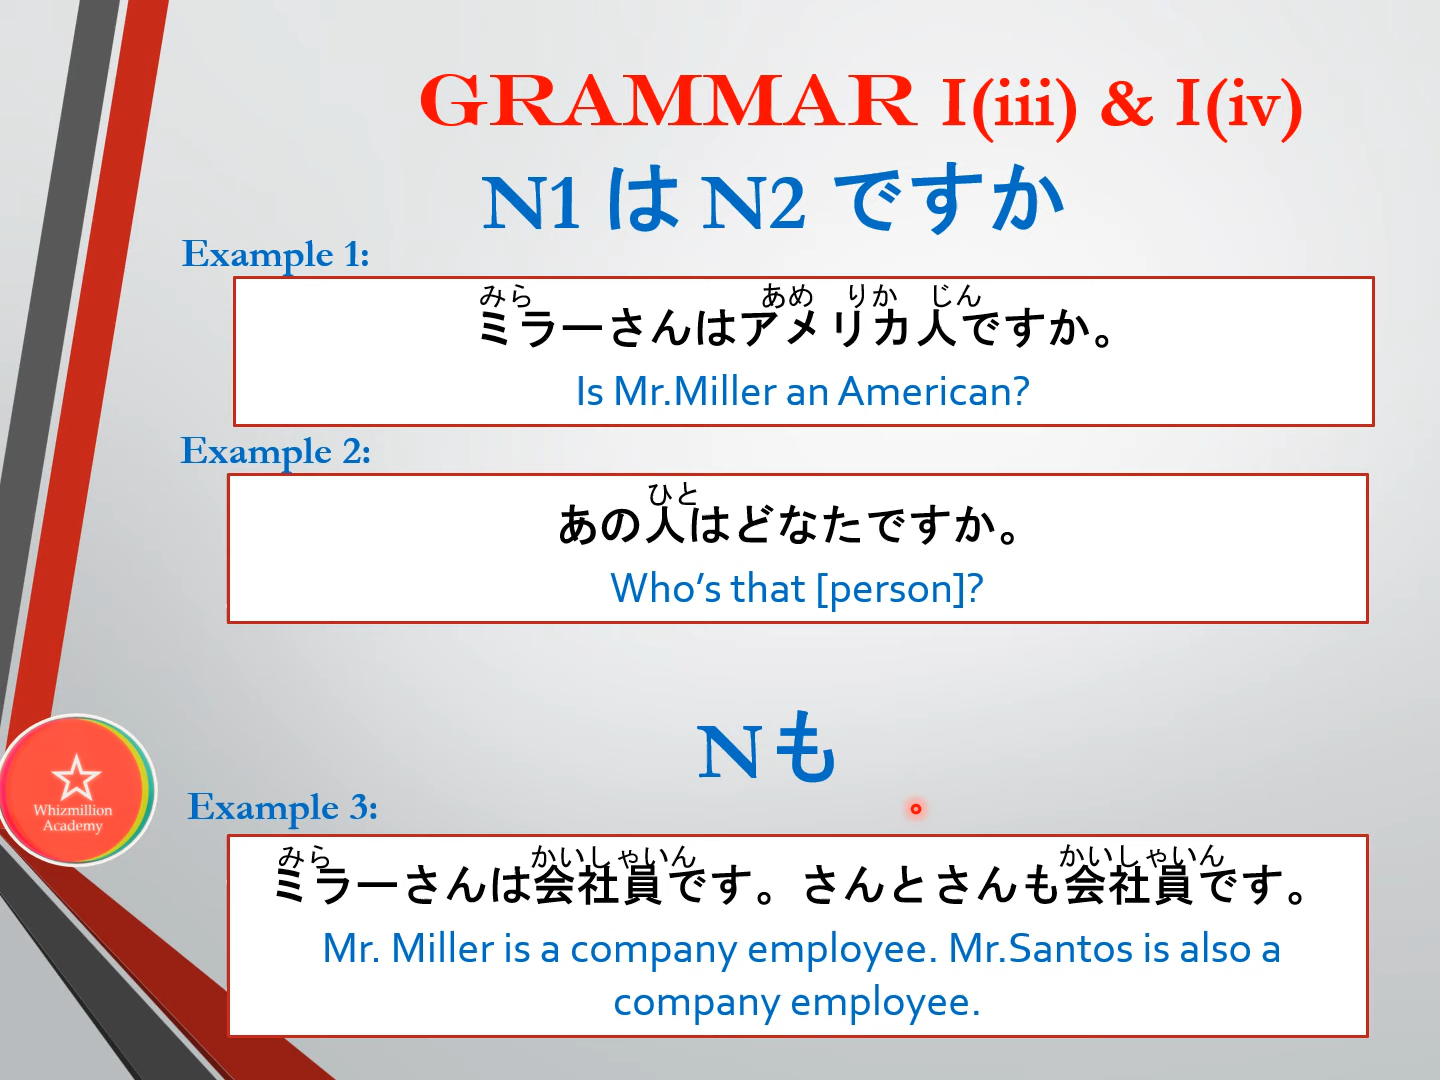 GRAMMAR I(iii) & I(iv)
N1 は N2 ですか
Example 1:
みら あめ りか じん
ミラーさんはアメリカ人ですか。
Is Mr.Miller an American?
Example 2:
ひと
あの人はどなたですか。
Who's that [person]?
Nも
Example 3:
みら かいしゃいん かいしゃいん
ミラーさんは会社員です。さんとさんも会社員です。
Mr. Miller is a company employee. Mr.Santos is also a
company employee.
Whizmillion
Academy